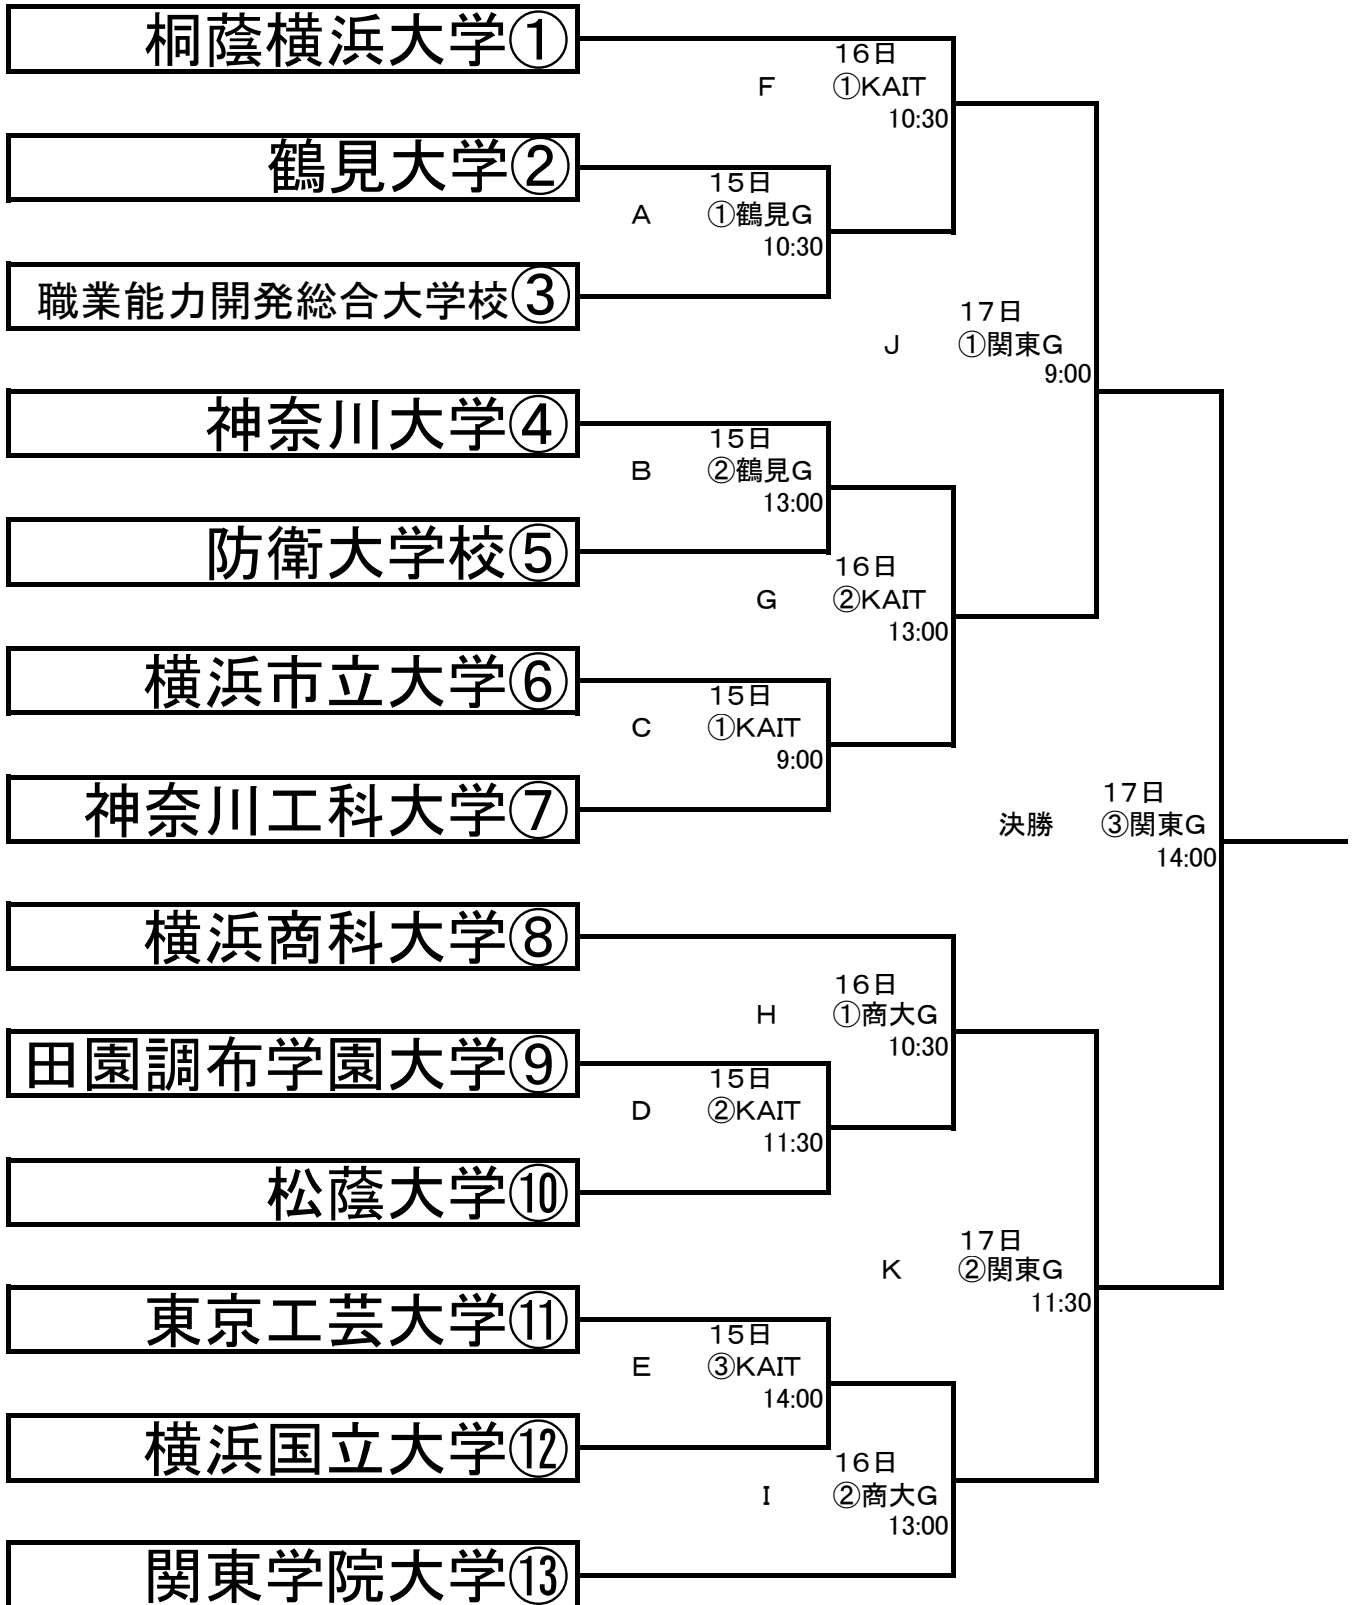 桐蔭横浜大学①
16日
F ①KAIT
10:30
鶴見大学②
15日
A ①鶴見G
10:30
職業能力開発総合大学校③
17日
J ①関東G
9:00
神奈川大学④
15日
B ②鶴見G
13:00
防衛大学校⑤
16日
G ②KAIT
13:00
横浜市立大学⑥
15日
C ①KAIT
9:00
神奈川工科大学⑦
17日
決勝 ③関東G
14:00
横浜商科大学⑧
16日
H ①商大G
10:30
田園調布学園大学⑨
15日
D ②KAIT
11:30
松蔭大学⑩
17日
K ②関東G
11:30
東京工芸大学⑪
15日
E ③KAIT
14:00
横浜国立大学⑫
16日
I ②商大G
13:00
関東学院大学⑬